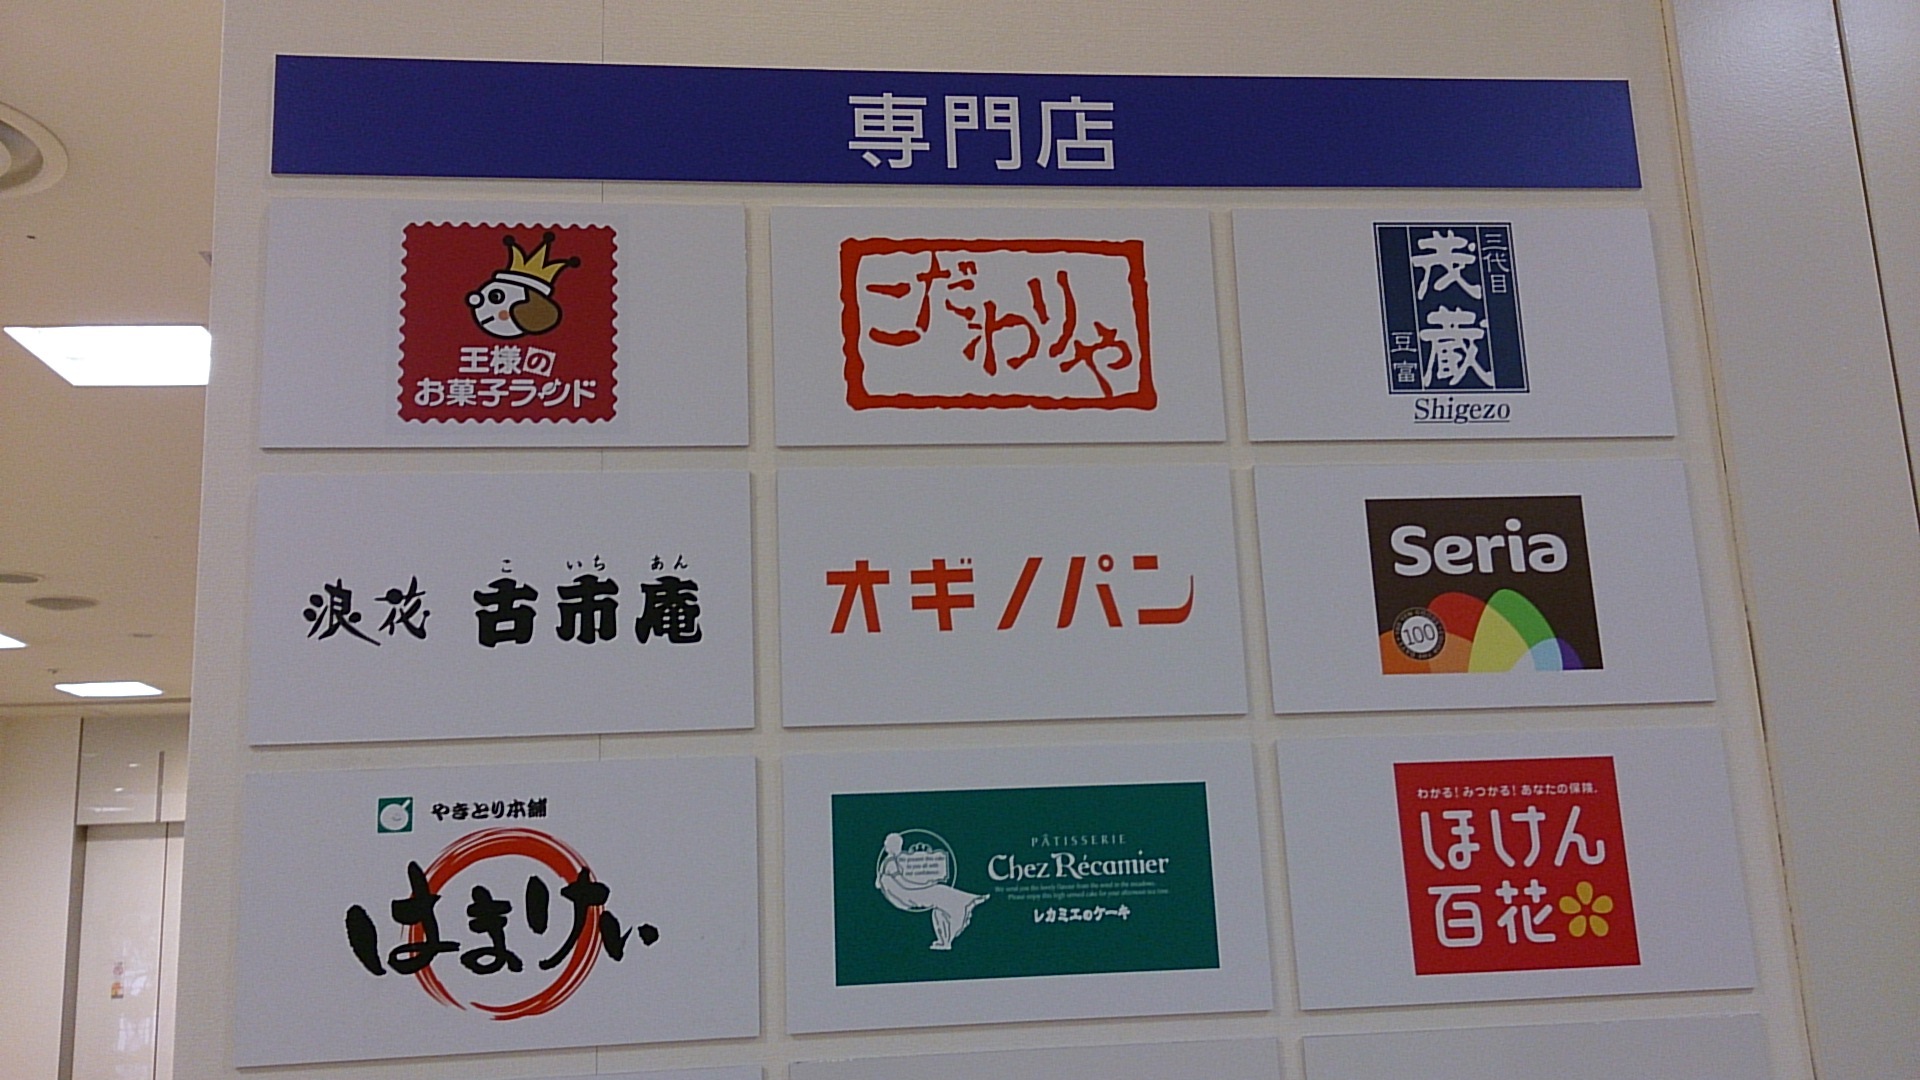 専門店
王様の
お菓子ランド
こだわりや
三代目
茂蔵
豆富
Shigezo
こ いち あん
浪花 古市庵
オギノパン
Seria
100
やきとり本舗
はまけい
PÂTISSERIE
Chez Récamier
レカミエのケーキ
わかる!みつかる!あなたの保険。
ほけん
百花